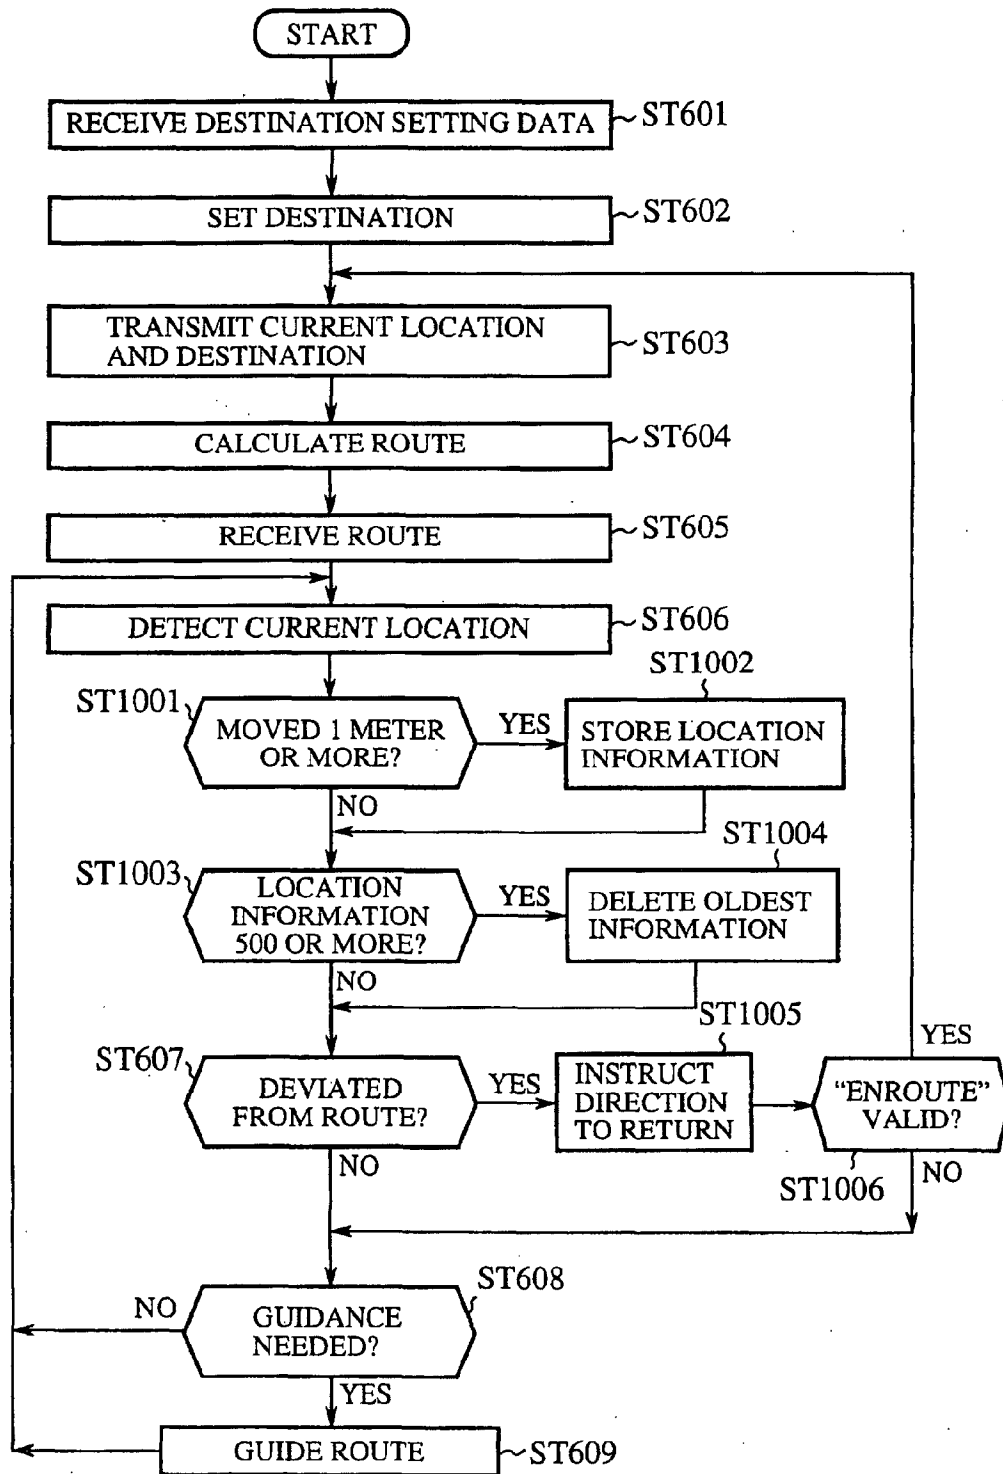 START
RECEIVE DESTINATION SETTING DATA
ST601
SET DESTINATION
ST602
TRANSMIT CURRENT LOCATION
AND DESTINATION
ST603
CALCULATE ROUTE
ST604
RECEIVE ROUTE
ST605
DETECT CURRENT LOCATION
ST606
ST1001
MOVED 1 METER
OR MORE?
YES
ST1002
STORE LOCATION
INFORMATION
NO
ST1003
LOCATION
INFORMATION
500 OR MORE?
YES
ST1004
DELETE OLDEST
INFORMATION
NO
ST607
DEVIATED
FROM ROUTE?
YES
ST1005
INSTRUCT
DIRECTION
TO RETURN
YES
“ENROUTE”
VALID?
ST1006
NO
NO
ST608
GUIDANCE
NEEDED?
NO
YES
GUIDE ROUTE
ST609